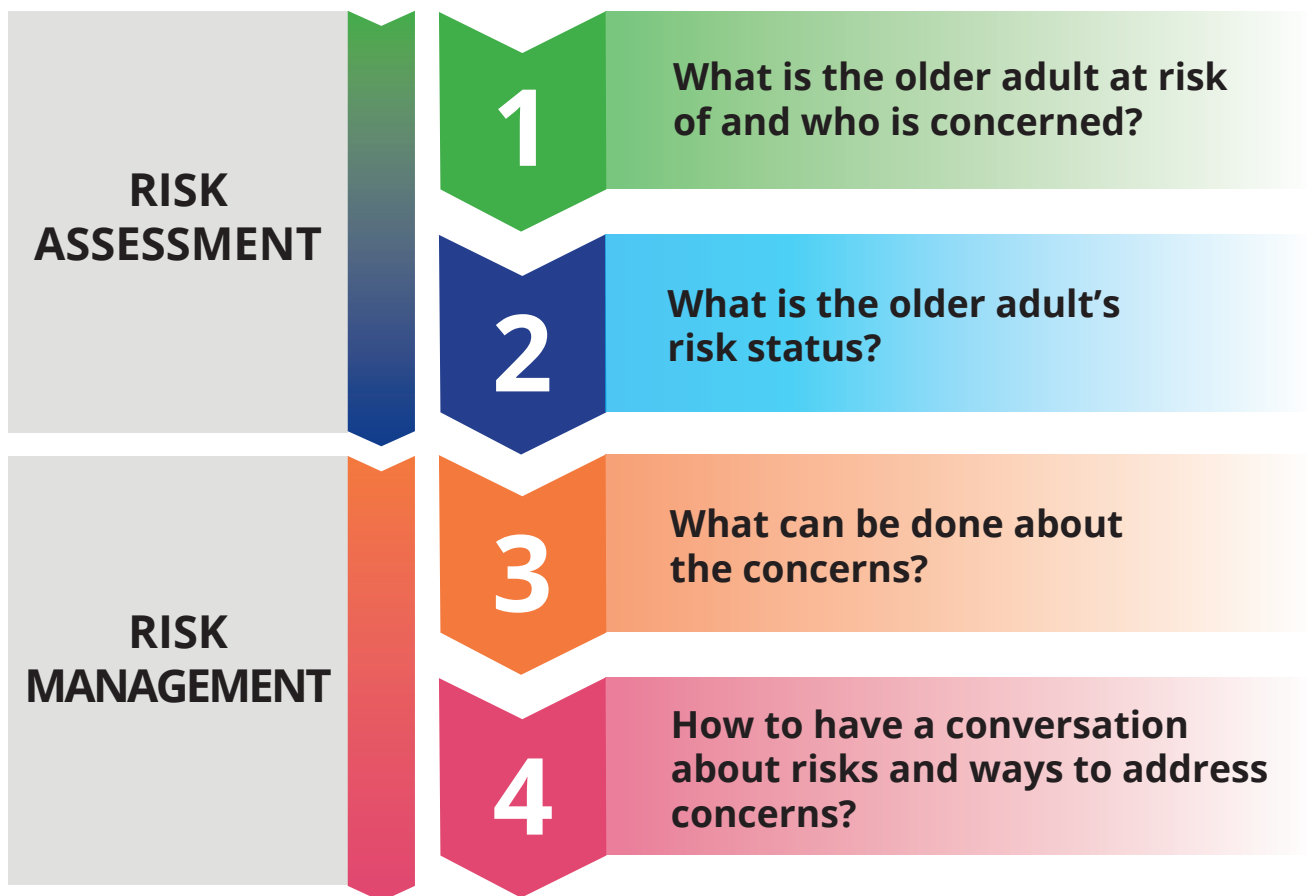 RISK
ASSESSMENT
1
What is the older adult at risk
of and who is concerned?
2
What is the older adult’s
risk status?
RISK
MANAGEMENT
3
What can be done about
the concerns?
4
How to have a conversation
about risks and ways to address
concerns?